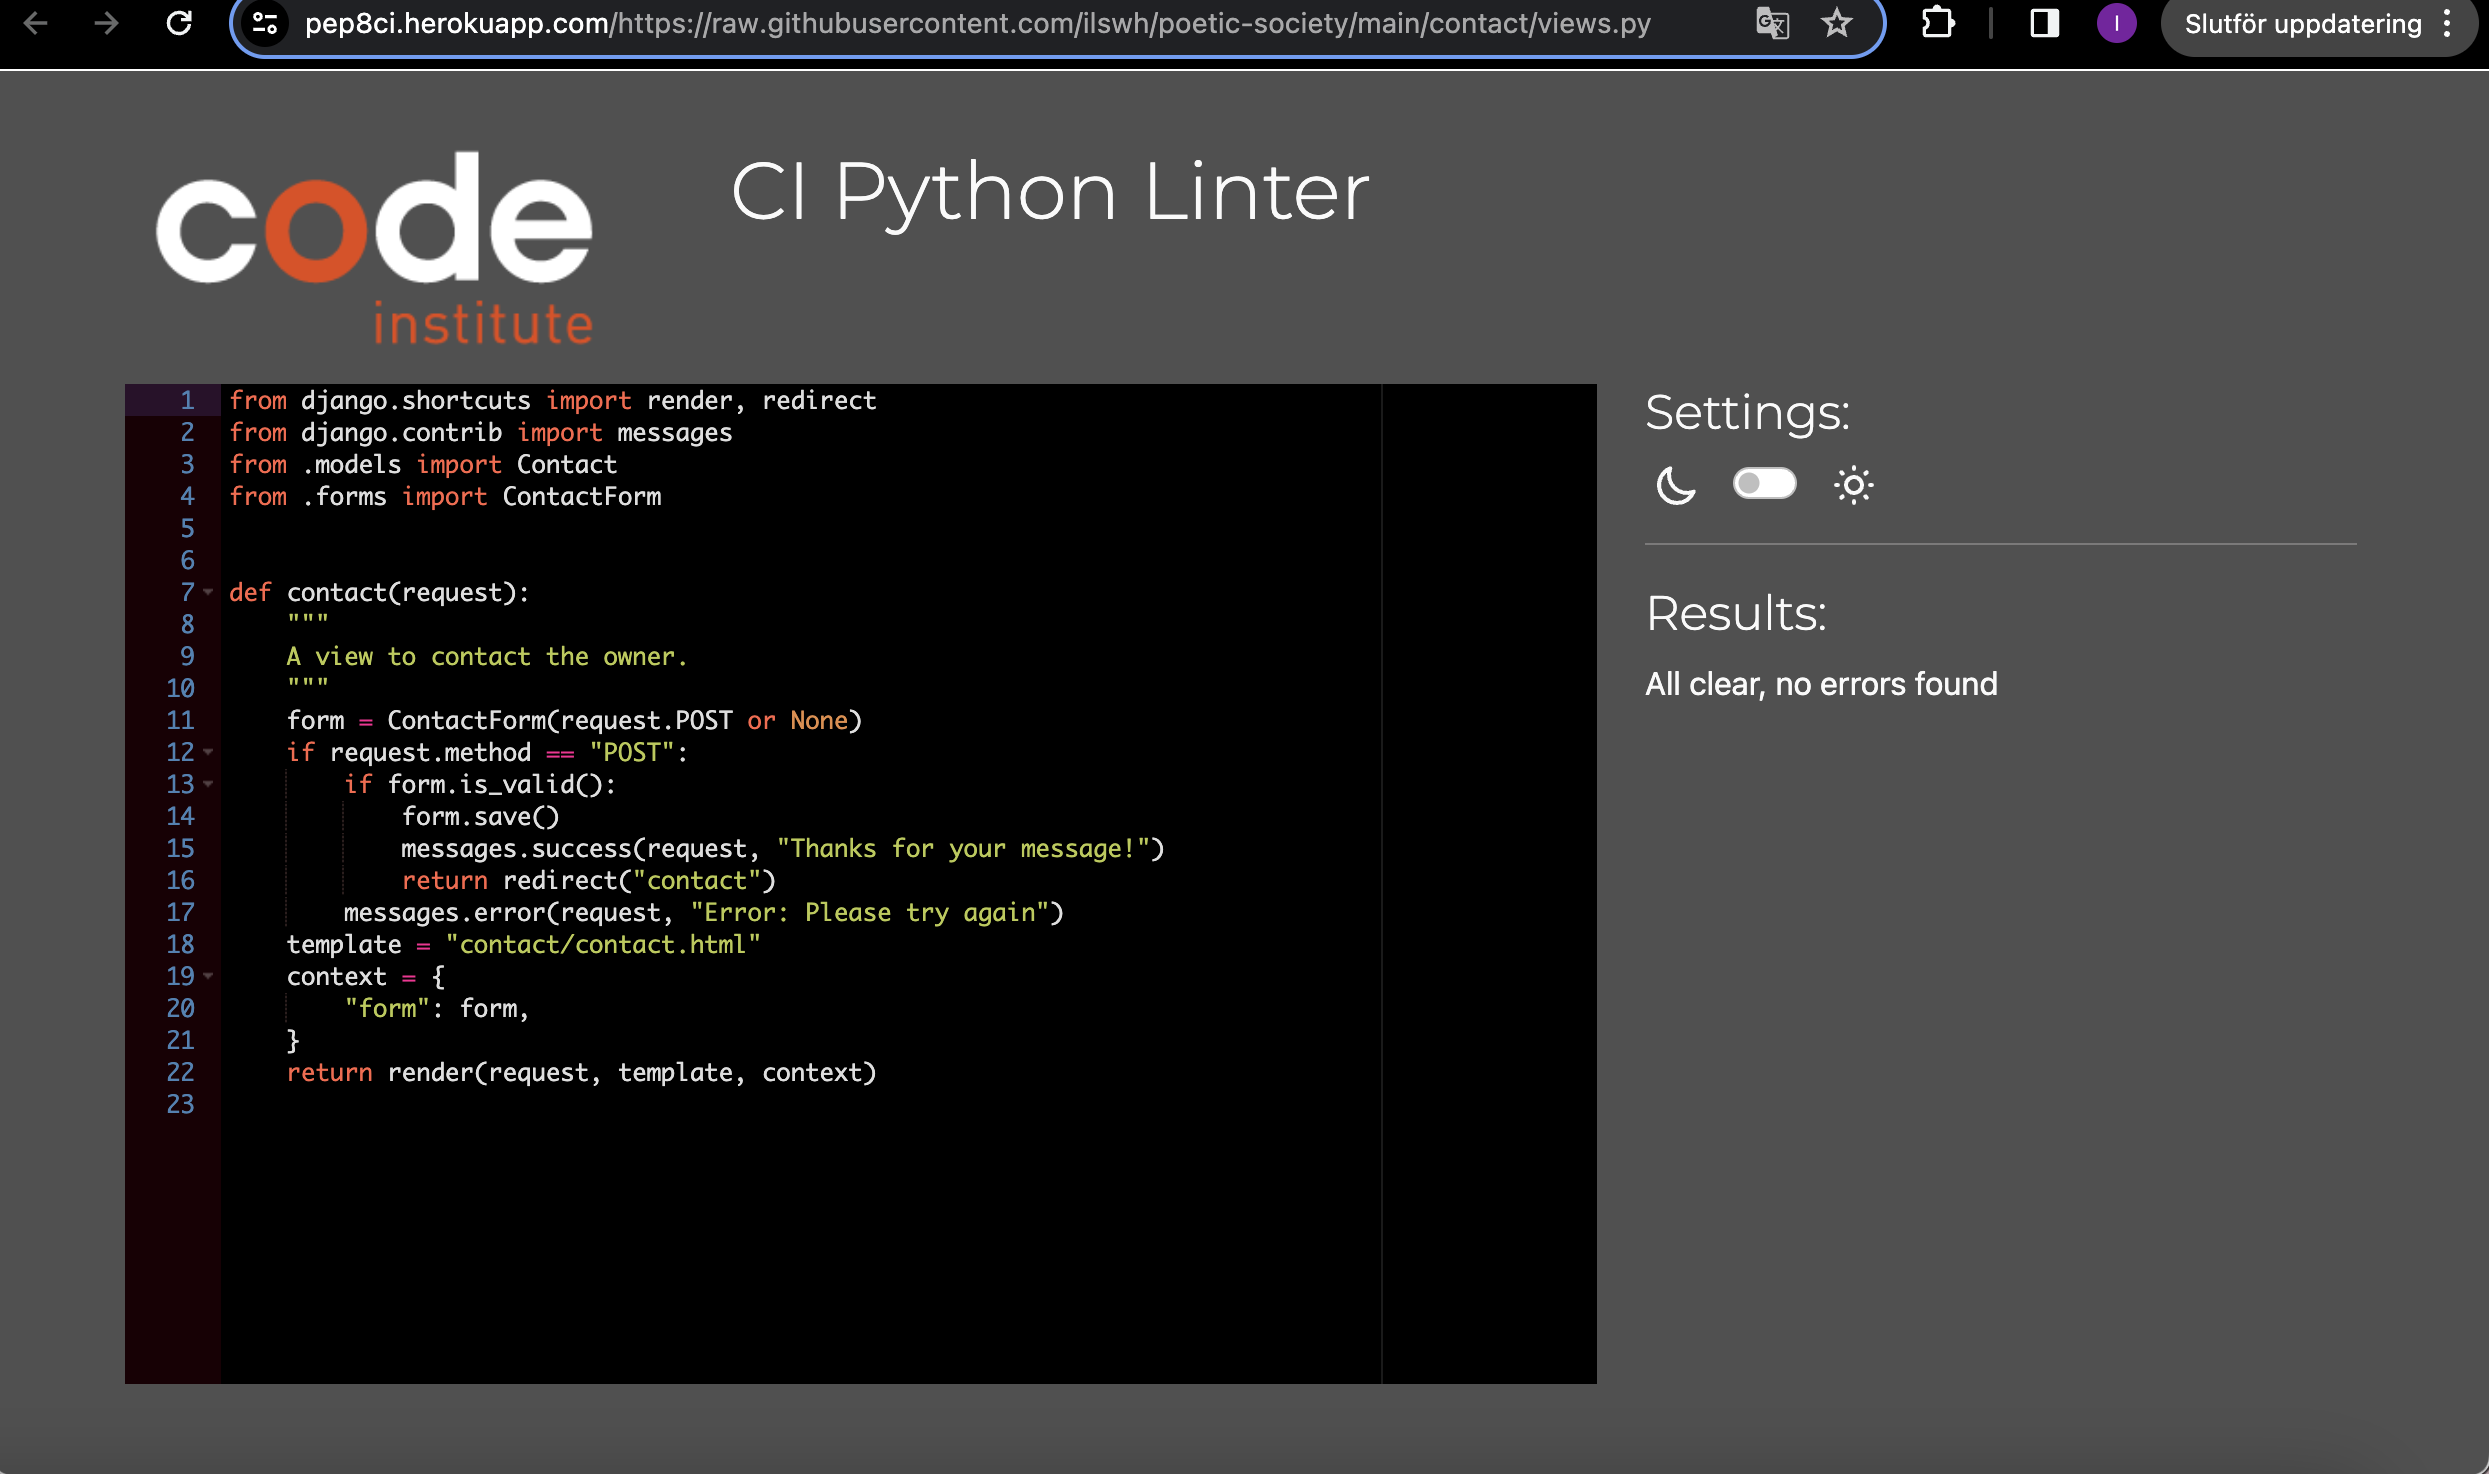 pep8ci.herokuapp.com/https://raw.githubusercontent.com/ilswh/poetic-society/main/contact/views.py
I
Slutför uppdatering
code
institute
CI Python Linter
1 from django.shortcuts import render, redirect
2 from django.contrib import messages
3 from .models import Contact
4 from .forms import ContactForm
5
6
7 def contact(request):
8     """
9     A view to contact the owner.
10     """
11     form = ContactForm(request.POST or None)
12     if request.method == "POST":
13         if form.is_valid():
14             form.save()
15             messages.success(request, "Thanks for your message!")
16             return redirect("contact")
17         messages.error(request, "Error: Please try again")
18     template = "contact/contact.html"
19     context = {
20         "form": form,
21     }
22     return render(request, template, context)
23
Settings:
Results:
All clear, no errors found